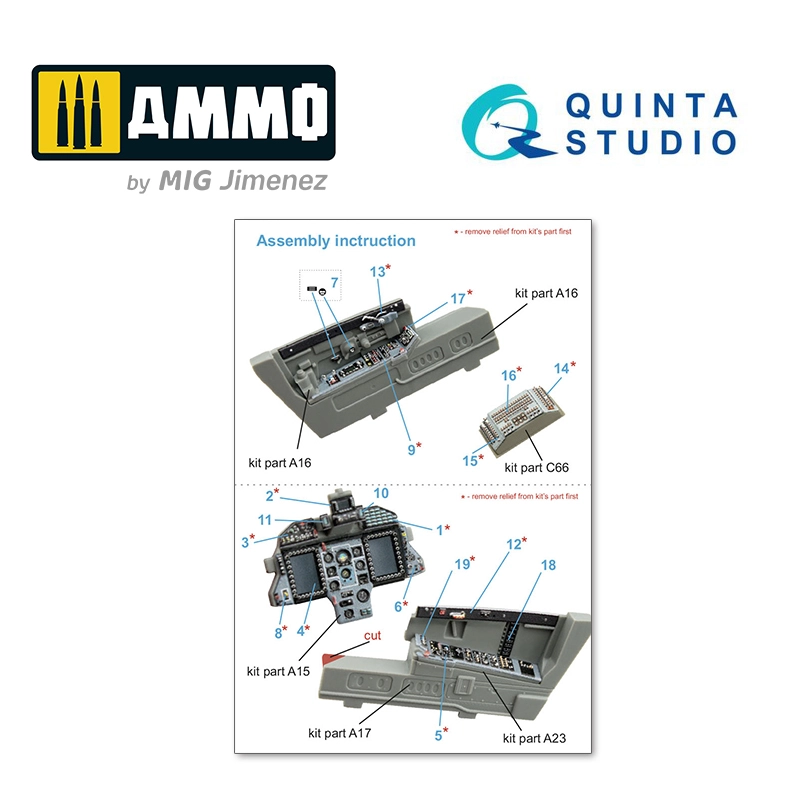 AMMO
by MIG Jimenez
QUINTA
STUDIO
Assembly inctruction
* - remove relief from kit's part first
7
13*
17*
kit part A16
16*
14*
9*
15*
kit part A16
kit part C66
* - remove relief from kit's part first
2*
10
11
1*
3*
19*
12*
18
6*
8*
4*
cut
kit part A15
kit part A17
5*
kit part A23